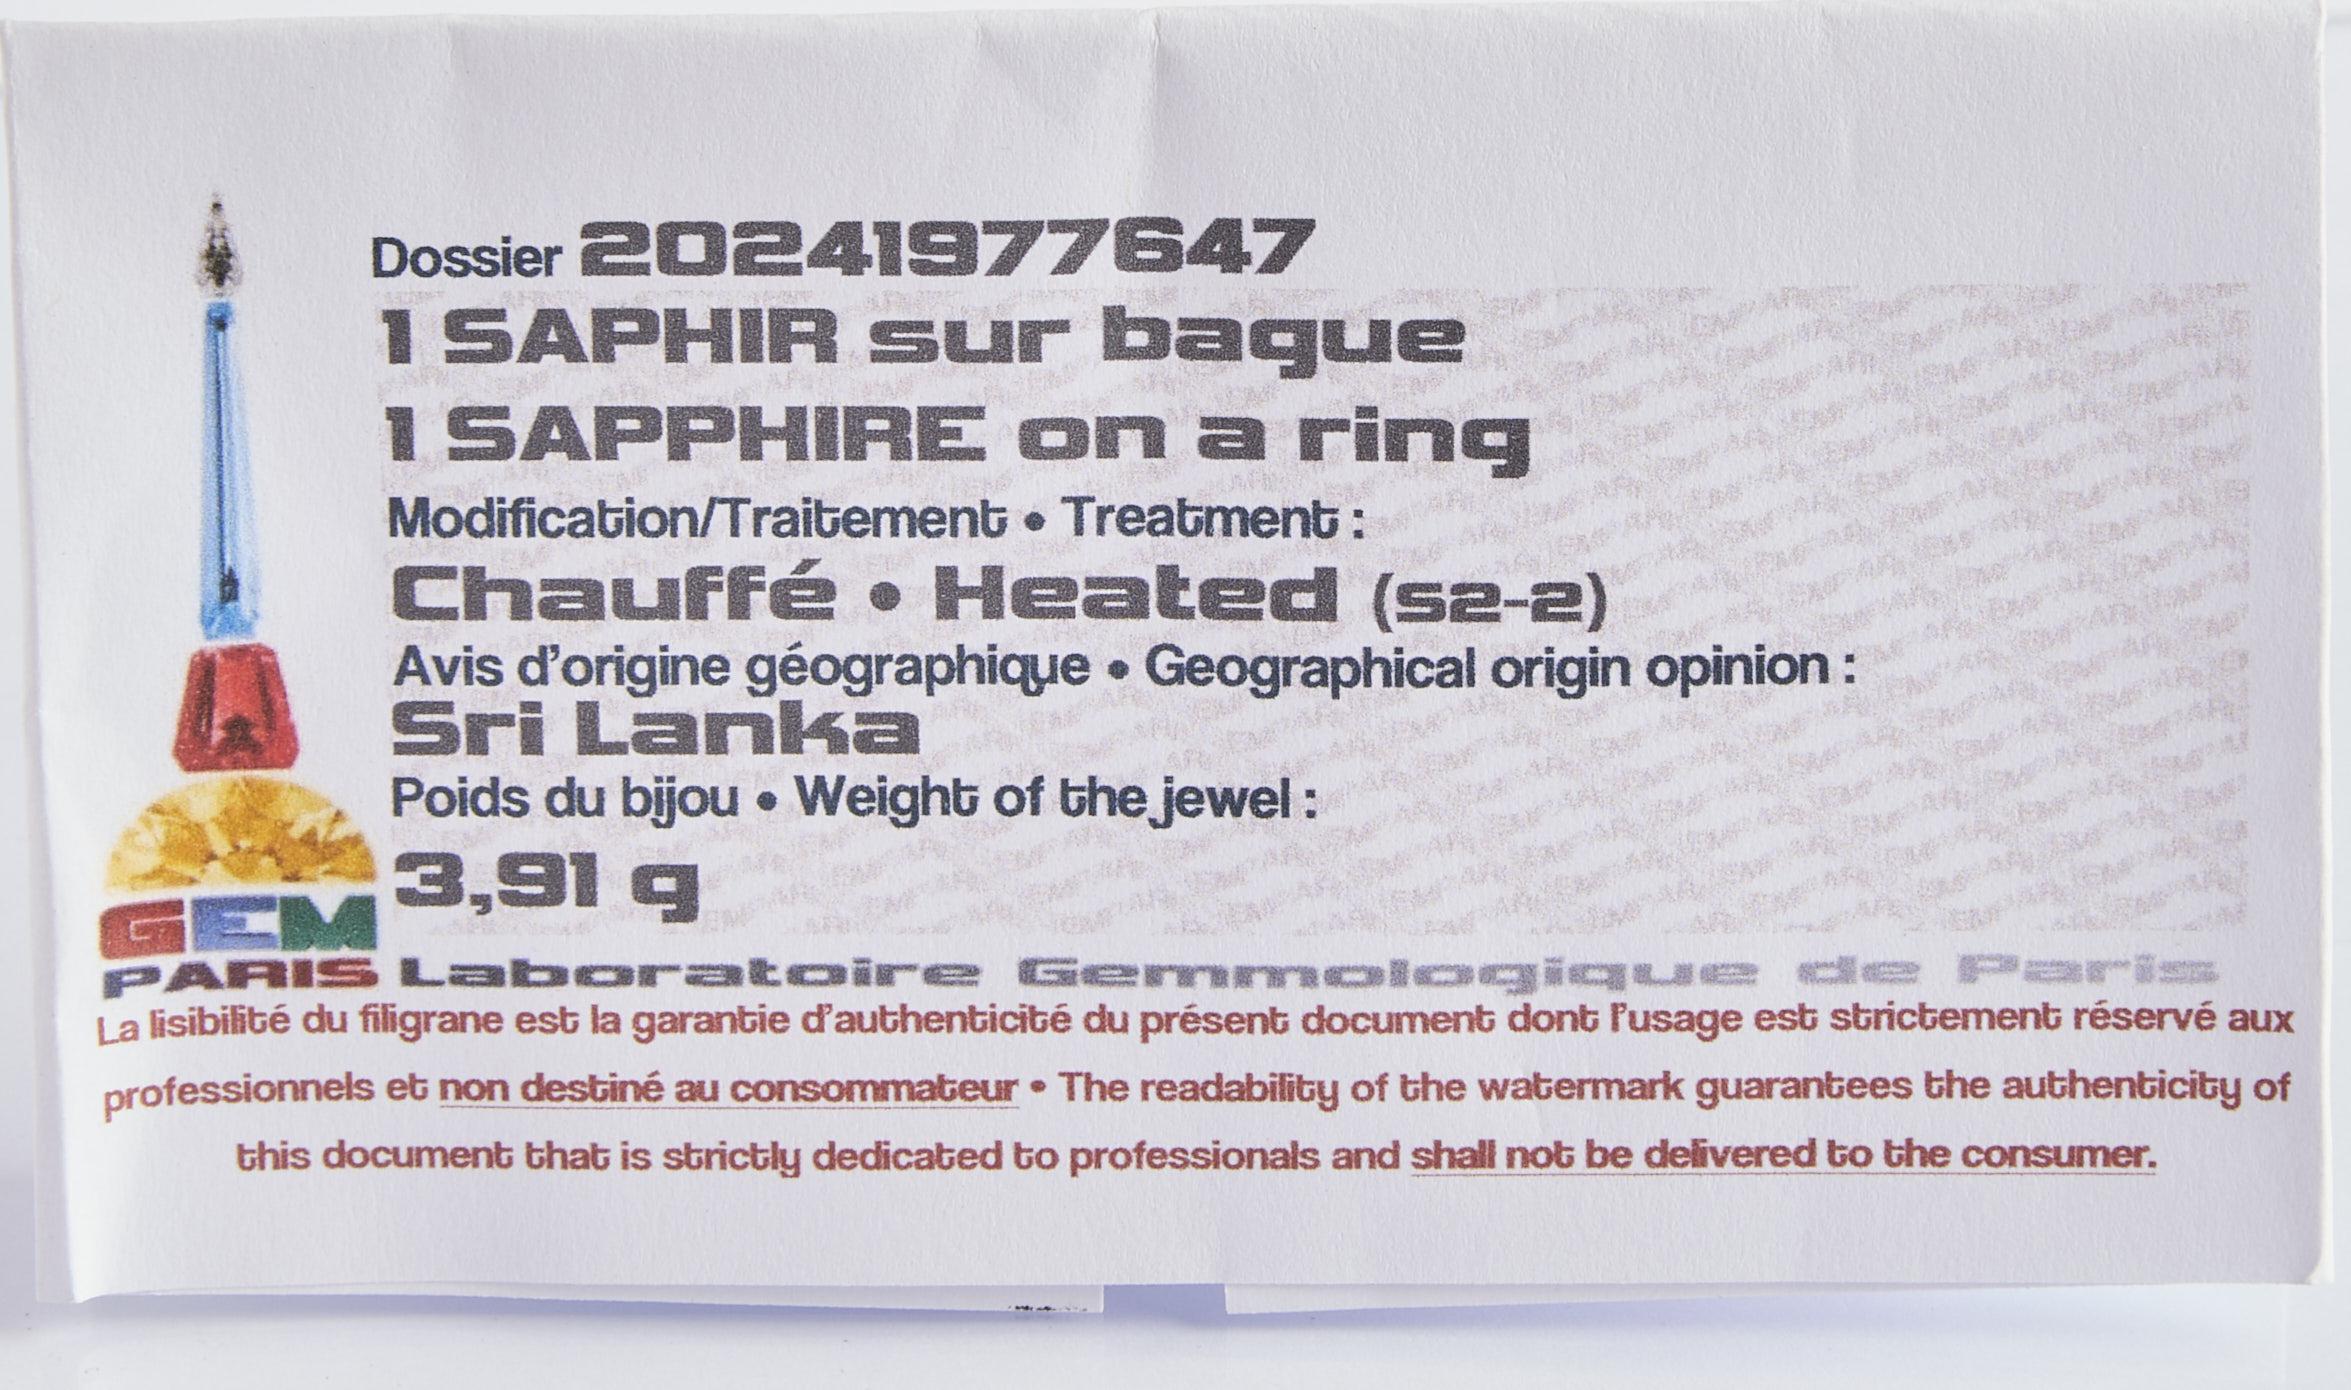 Dossier 20241977647
1 SAPHIR sur bague
1 SAPPHIRE on a ring
Modification/Traitement • Treatment :
Chauffé • Heated (s2-2)
Avis d'origine géographique • Geographical origin opinion :
Sri Lanka
Poids du bijou • Weight of the jewel :
3,91 g
GEM
PARIS Laboratoire Gemmologique de Paris
La lisibilité du filigrane est la garantie d'authenticité du présent document dont l'usage est strictement réservé aux
professionnels et non destiné au consommateur • The readability of the watermark guarantees the authenticity of
this document that is strictly dedicated to professionals and shall not be delivered to the consumer.